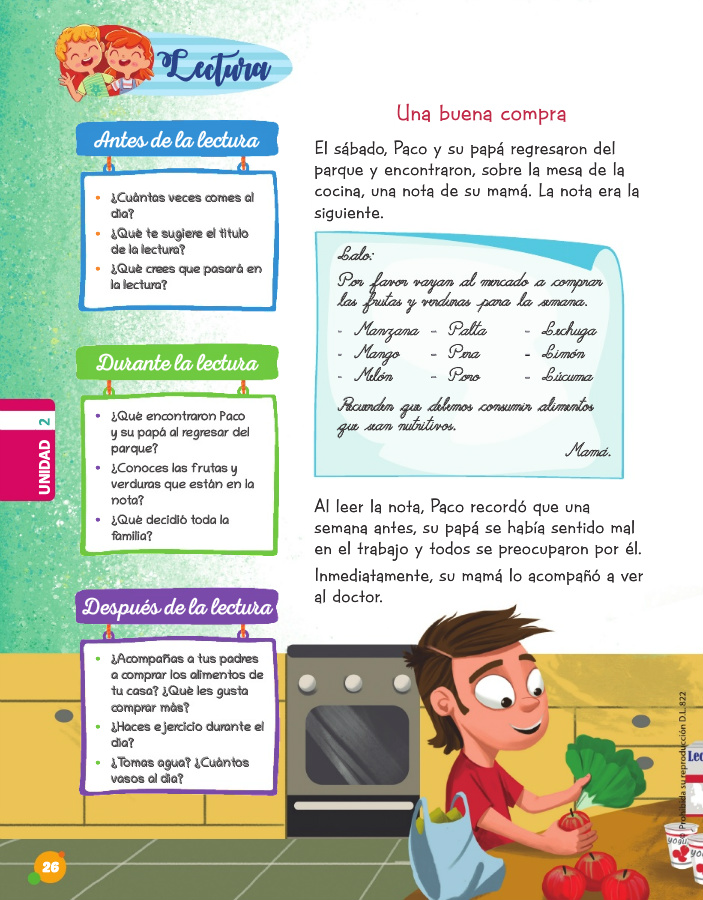 Lectura
Antes de la lectura
• ¿Cuántas veces comes al
día?
• ¿Qué te sugiere el título
de la lectura?
• ¿Qué crees que pasará en
la lectura?
Durante la lectura
• ¿Qué encontraron Paco
y su papá al regresar del
parque?
• ¿Conoces las frutas y
verduras que están en la
nota?
• ¿Qué decidió toda la
familia?
Después de la lectura
• ¿Acompañas a tus padres
a comprar los alimentos de
tu casa? ¿Qué les gusta
comprar más?
• ¿Haces ejercicio durante el
día?
• ¿Tomas agua? ¿Cuántos
vasos al día?
Una buena compra
El sábado, Paco y su papá regresaron del
parque y encontraron, sobre la mesa de la
cocina, una nota de su mamá. La nota era la
siguiente.
Lalo:
Por favor vayan al mercado a comprar
las frutas y verduras para la semana.
- Manzana - Palta - Lechuga
- Mango - Pera - Limón
- Melón - Poro - Lúcuma
Recuerden que debemos consumir alimentos
que sean nutritivos.
Mamá.
Al leer la nota, Paco recordó que una
semana antes, su papá se había sentido mal
en el trabajo y todos se preocuparon por él.
Inmediatamente, su mamá lo acompañó a ver
al doctor.
UNIDAD 2
Prohibida su reproducción D.L.822
Lec
yogu
yo
26